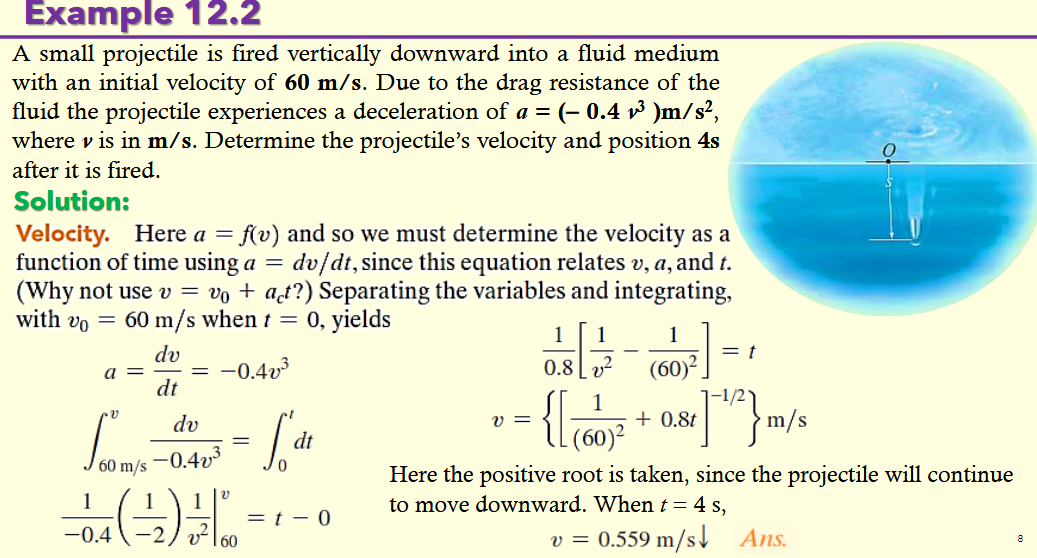 Example 12.2
A small projectile is fired vertically downward into a fluid medium
with an initial velocity of 60 m/s. Due to the drag resistance of the
fluid the projectile experiences a deceleration of a = (– 0.4 v³ )m/s²,
where v is in m/s. Determine the projectile's velocity and position 4s
after it is fired.
O
s
Solution:
Velocity. Here a = f(v) and so we must determine the velocity as a
function of time using a = dv/dt, since this equation relates v, a, and t.
(Why not use v = v₀ + a_c t?) Separating the variables and integrating,
with v₀ = 60 m/s when t = 0, yields
a = dv/dt = −0.4v³
∫_{60 m/s}^{v} dv/(−0.4v³) = ∫_0^t dt
1/(−0.4) (1/(−2)) 1/v² |_{60}^{v} = t − 0
1/0.8 [1/v² − 1/(60)²] = t
v = {[1/(60)² + 0.8t]^{−1/2}} m/s
Here the positive root is taken, since the projectile will continue
to move downward. When t = 4 s,
v = 0.559 m/s↓ Ans.
8